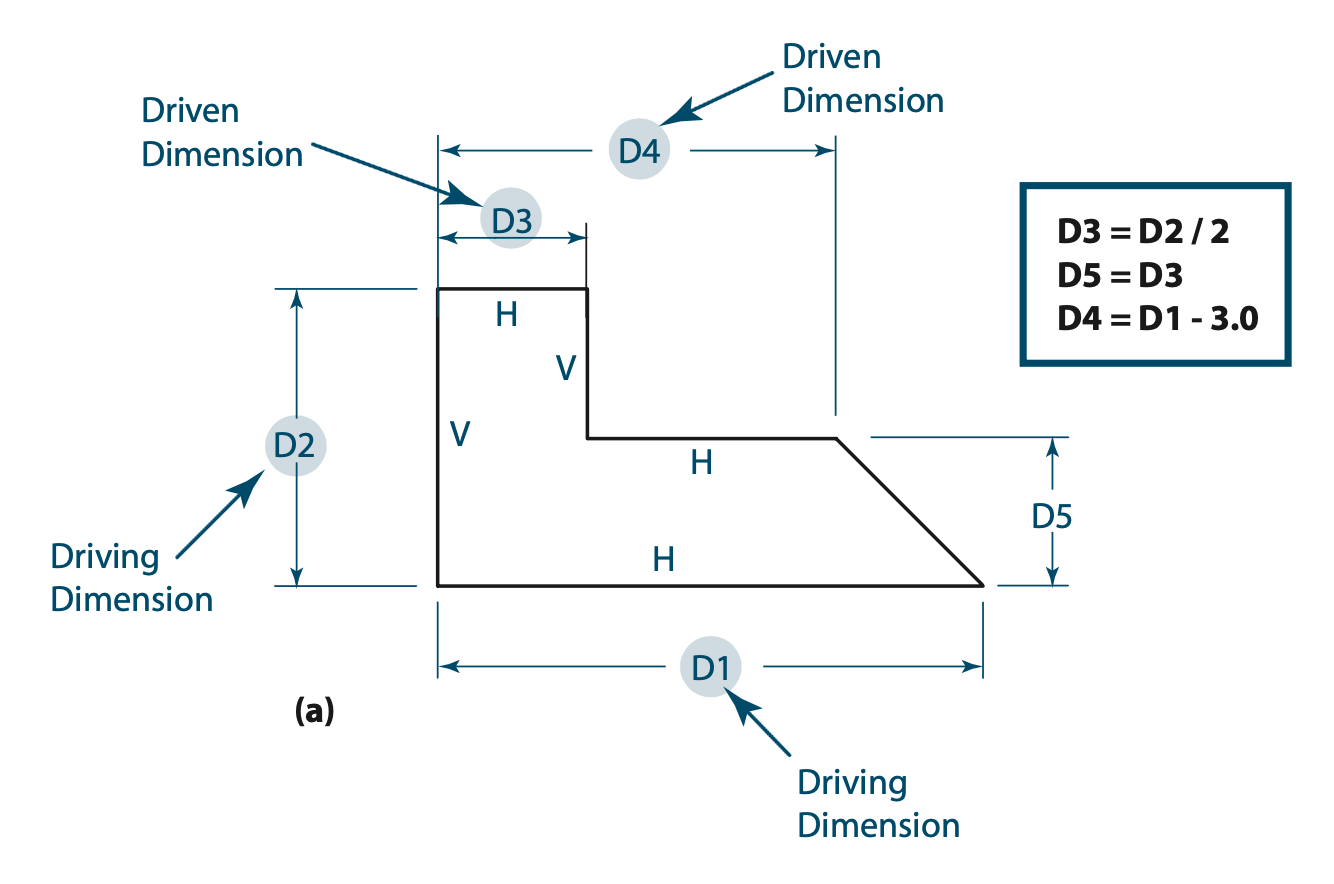 Driven
Dimension
Driven
Dimension
D4
D3
D3 = D2 / 2
D5 = D3
D4 = D1 - 3.0
H
V
V
D2
H
D5
H
Driving
Dimension
D1
(a)
Driving
Dimension